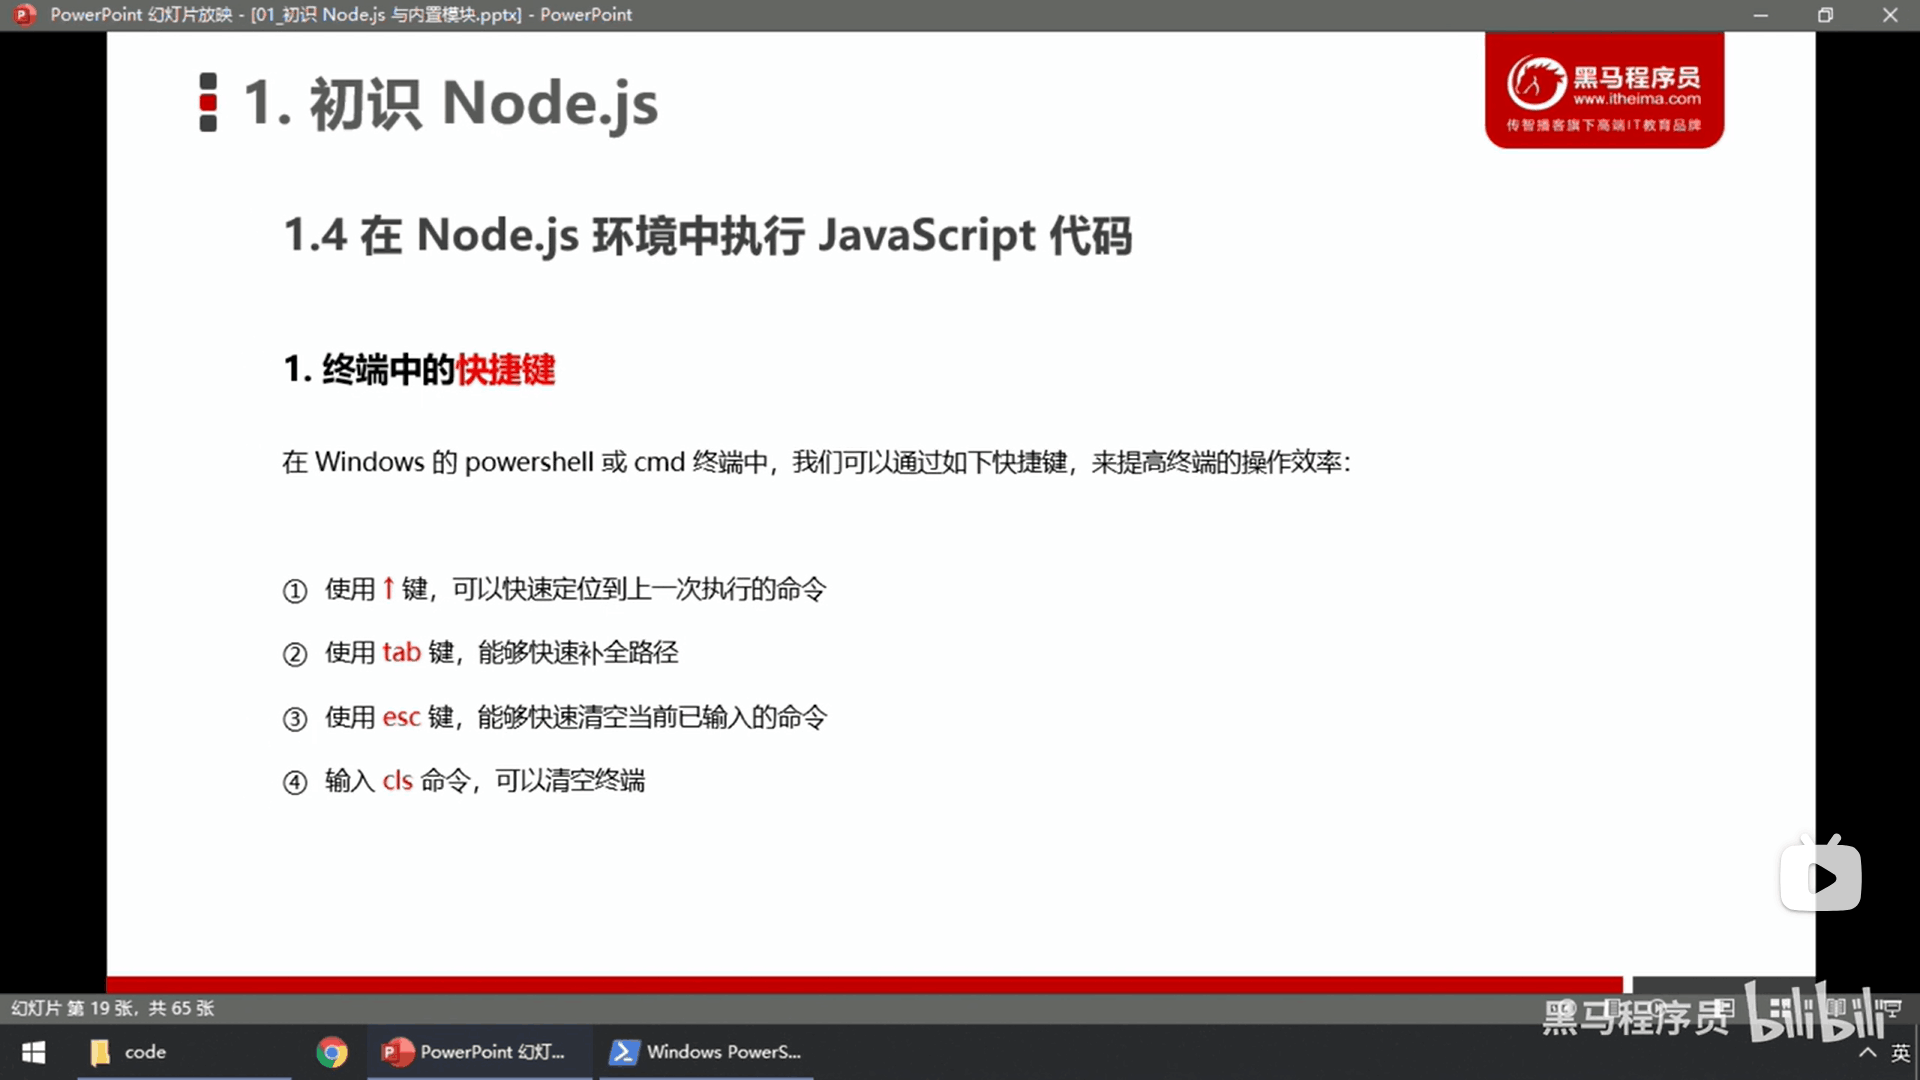 PowerPoint 幻灯片放映 - [01_初识 Node.js 与内置模块.pptx] - PowerPoint
1. 初识 Node.js
黑马程序员
www.itheima.com
传智播客旗下高端IT教育品牌
1.4 在 Node.js 环境中执行 JavaScript 代码
1. 终端中的快捷键
在 Windows 的 powershell 或 cmd 终端中，我们可以通过如下快捷键，来提高终端的操作效率：
① 使用 ↑ 键，可以快速定位到上一次执行的命令
② 使用 tab 键，能够快速补全路径
③ 使用 esc 键，能够快速清空当前已输入的命令
④ 输入 cls 命令，可以清空终端
幻灯片 第 19 张，共 65 张
黑马程序员 bilibili
code
PowerPoint 幻灯...
Windows PowerS...
英